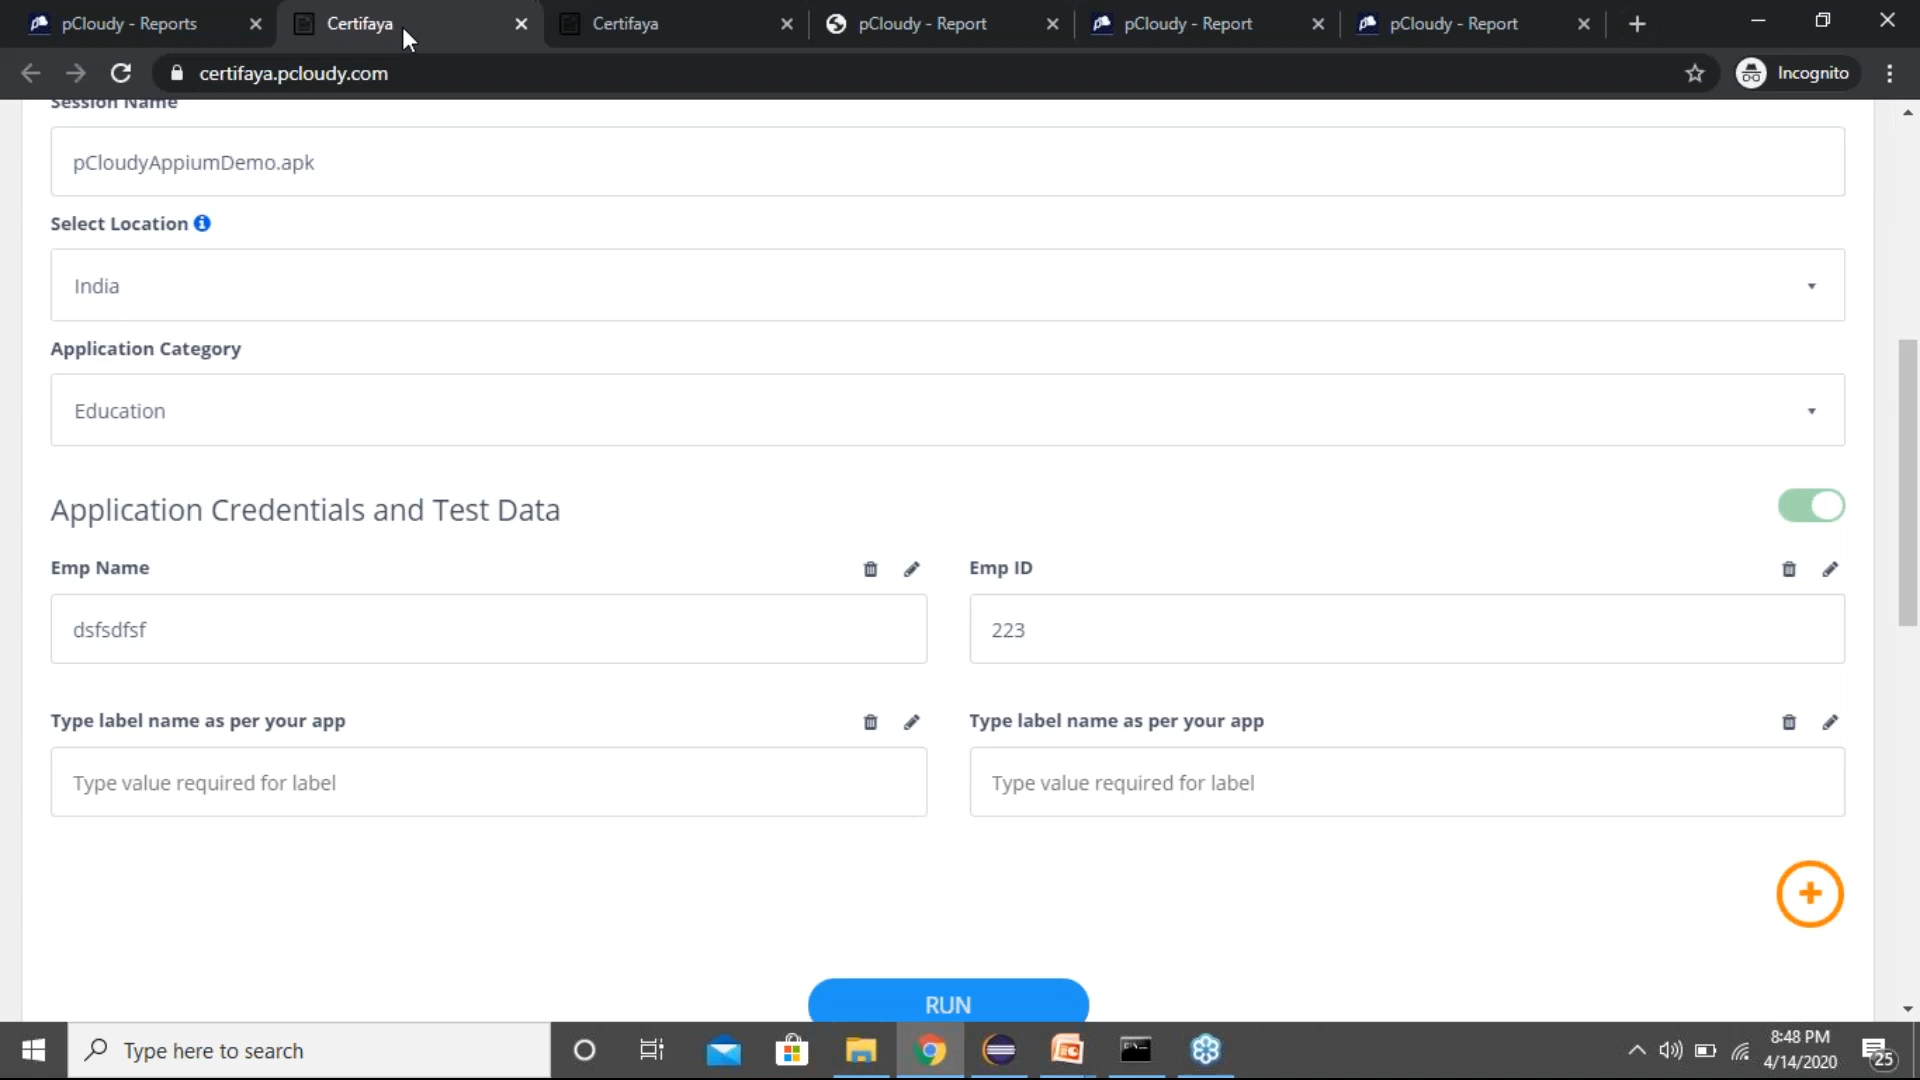 pCloudy - Reports
Certifaya
Certifaya
pCloudy - Report
pCloudy - Report
pCloudy - Report
certifaya.pcloudy.com
Incognito
Session Name
pCloudyAppiumDemo.apk
Select Location
India
Application Category
Education
Application Credentials and Test Data
Emp Name
Emp ID
dsfsdfsf
223
Type label name as per your app
Type label name as per your app
Type value required for label
Type value required for label
RUN
Type here to search
8:48 PM
4/14/2020
25